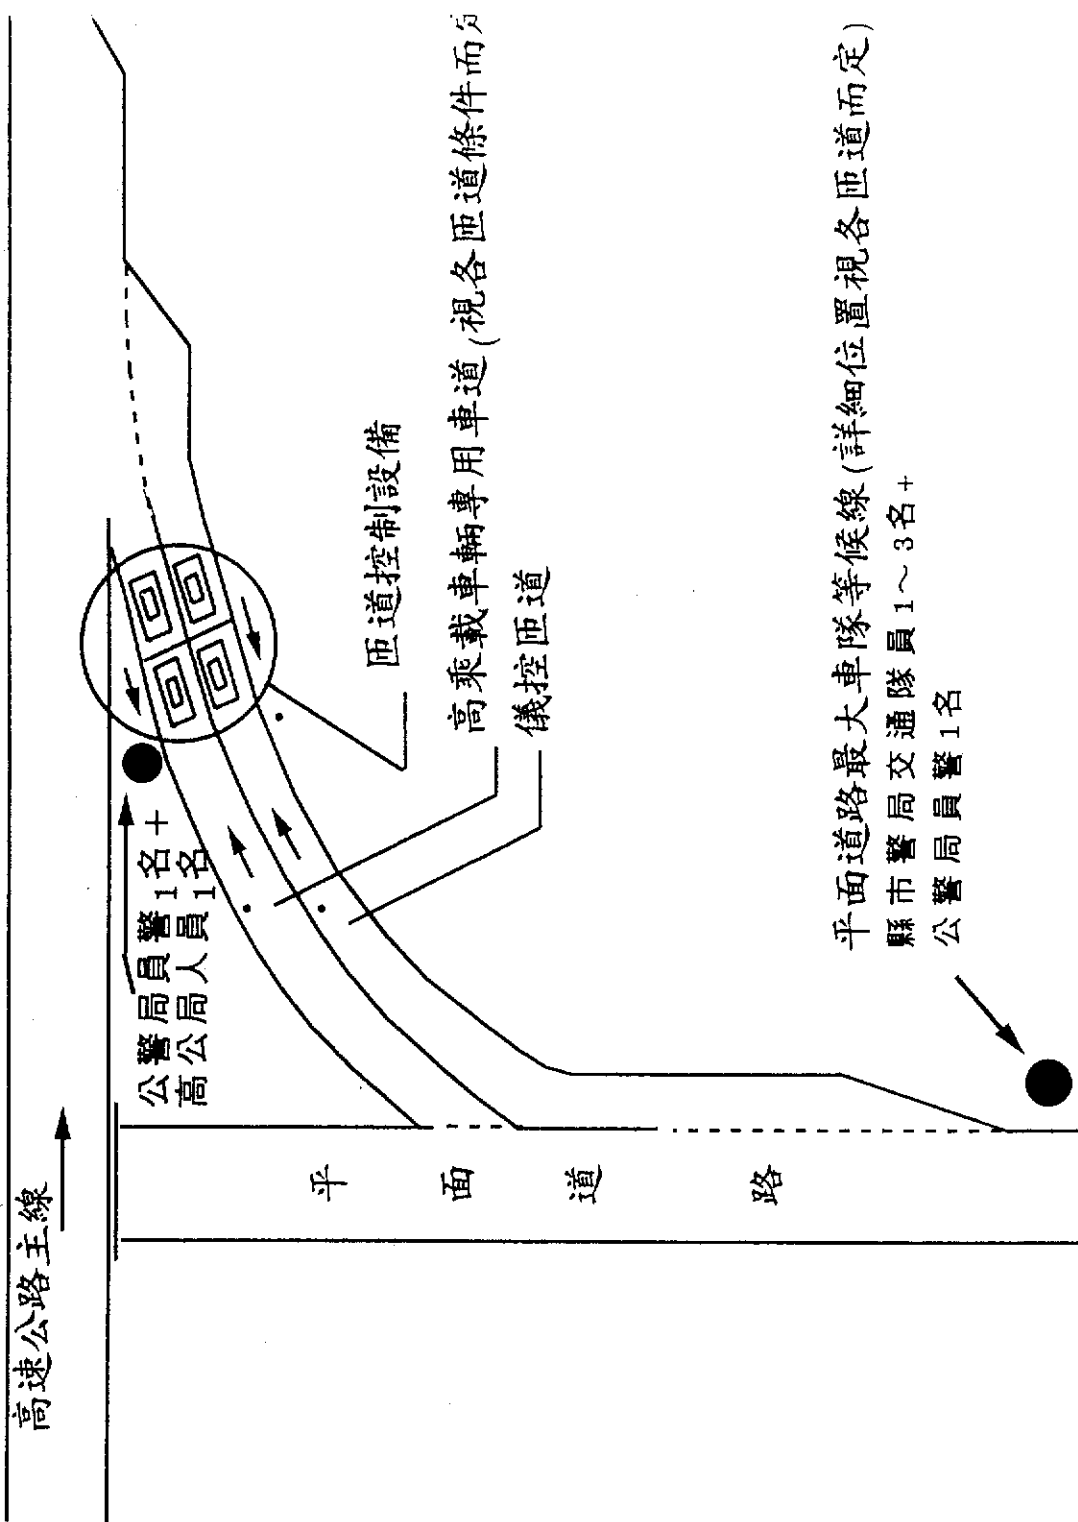 高速公路主線
公警局員警1名+
高公局人員1名
匝道控制設備
高乘載車輛專用車道(視各匝道條件而
儀控匝道
平面道路
平面道路最大車隊等候線(詳細位置視各匝道而定)
縣市警局交通隊員1～3名+
公警局員警1名